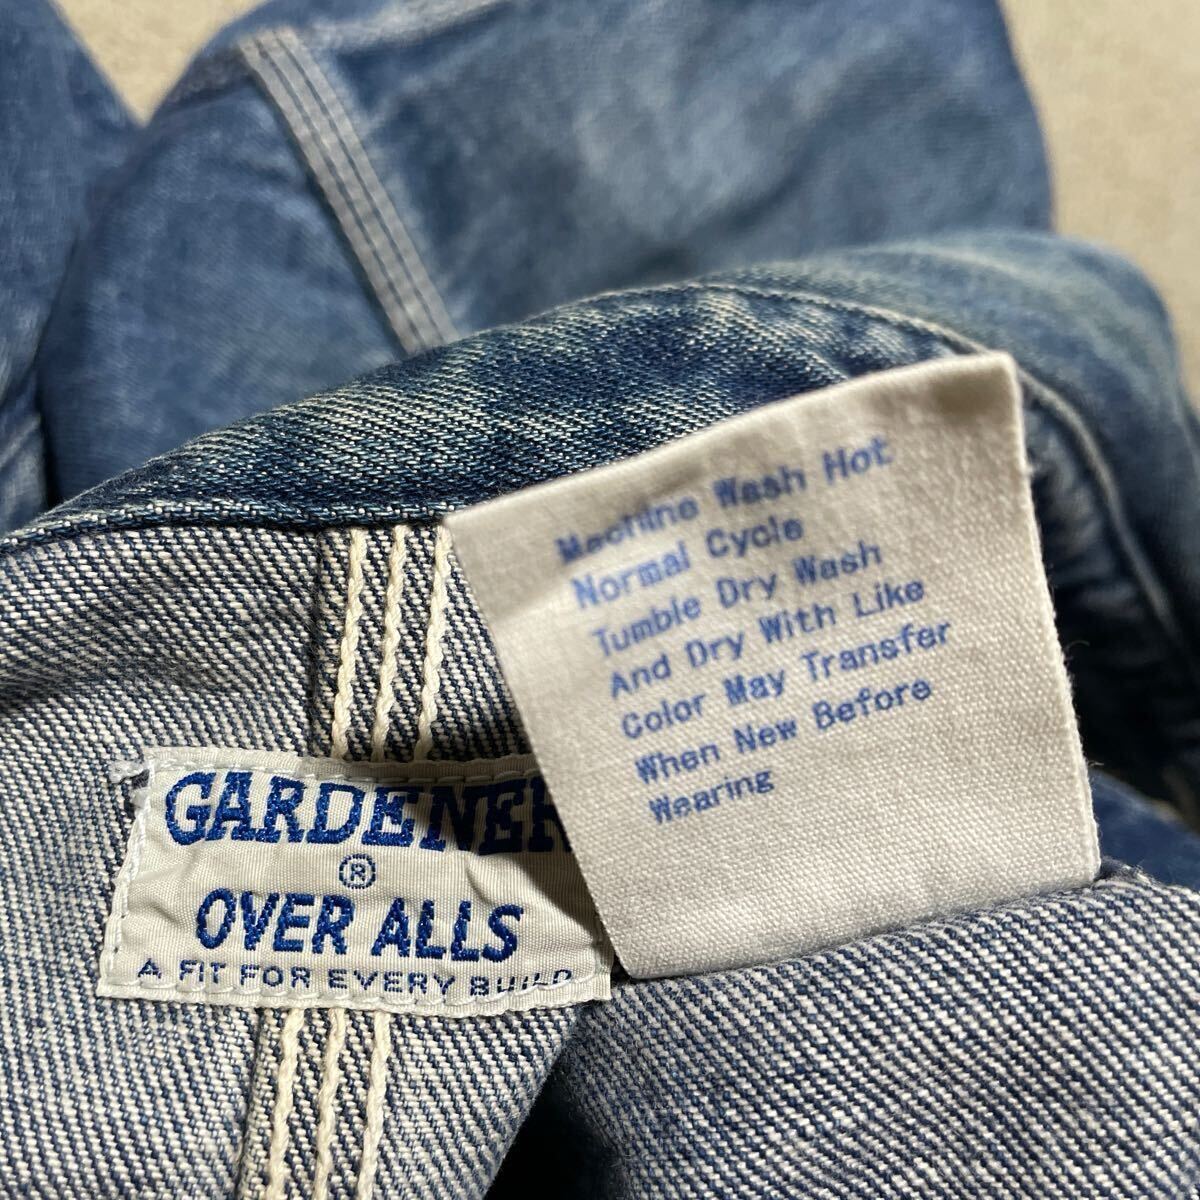 Machine Wash Hot
Normal Cycle
Tumble Dry Wash
And Dry With Like
Color May Transfer
When New Before
Wearing
GARDENER
®
OVER ALLS
A FIT FOR EVERY BUILD